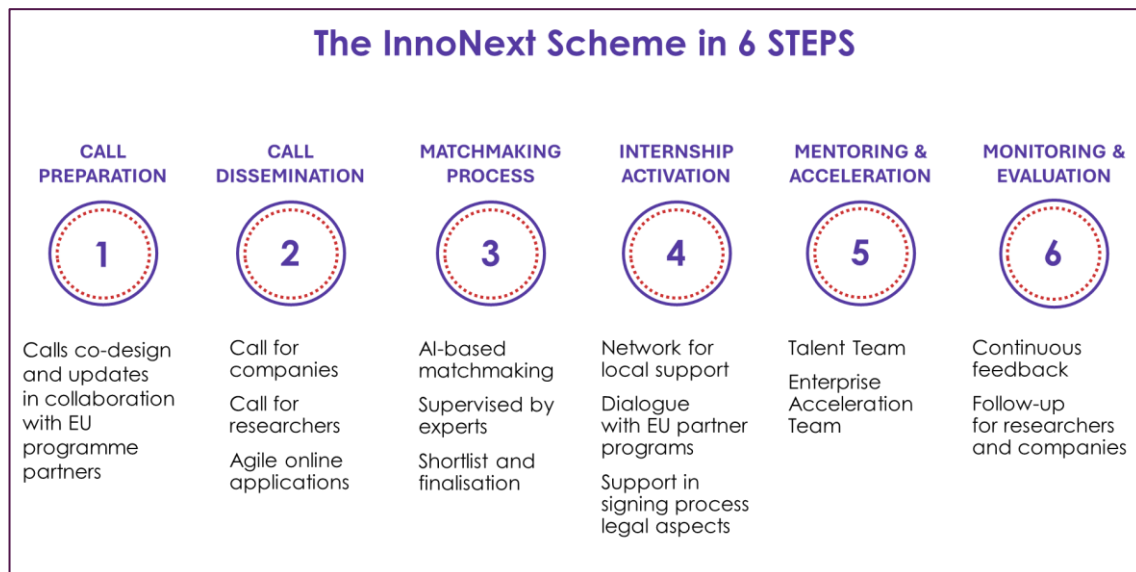 The InnoNext Scheme in 6 STEPS
CALL
PREPARATION
1
Calls co-design
and updates
in collaboration
with EU
programme
partners
CALL
DISSEMINATION
2
Call for
companies
Call for
researchers
Agile online
applications
MATCHMAKING
PROCESS
3
AI-based
matchmaking
Supervised by
experts
Shortlist and
finalisation
INTERNSHIP
ACTIVATION
4
Network for
local support
Dialogue
with EU partner
programs
Support in
signing process
legal aspects
MENTORING &
ACCELERATION
5
Talent Team
Enterprise
Acceleration
Team
MONITORING &
EVALUATION
6
Continuous
feedback
Follow-up
for researchers
and companies